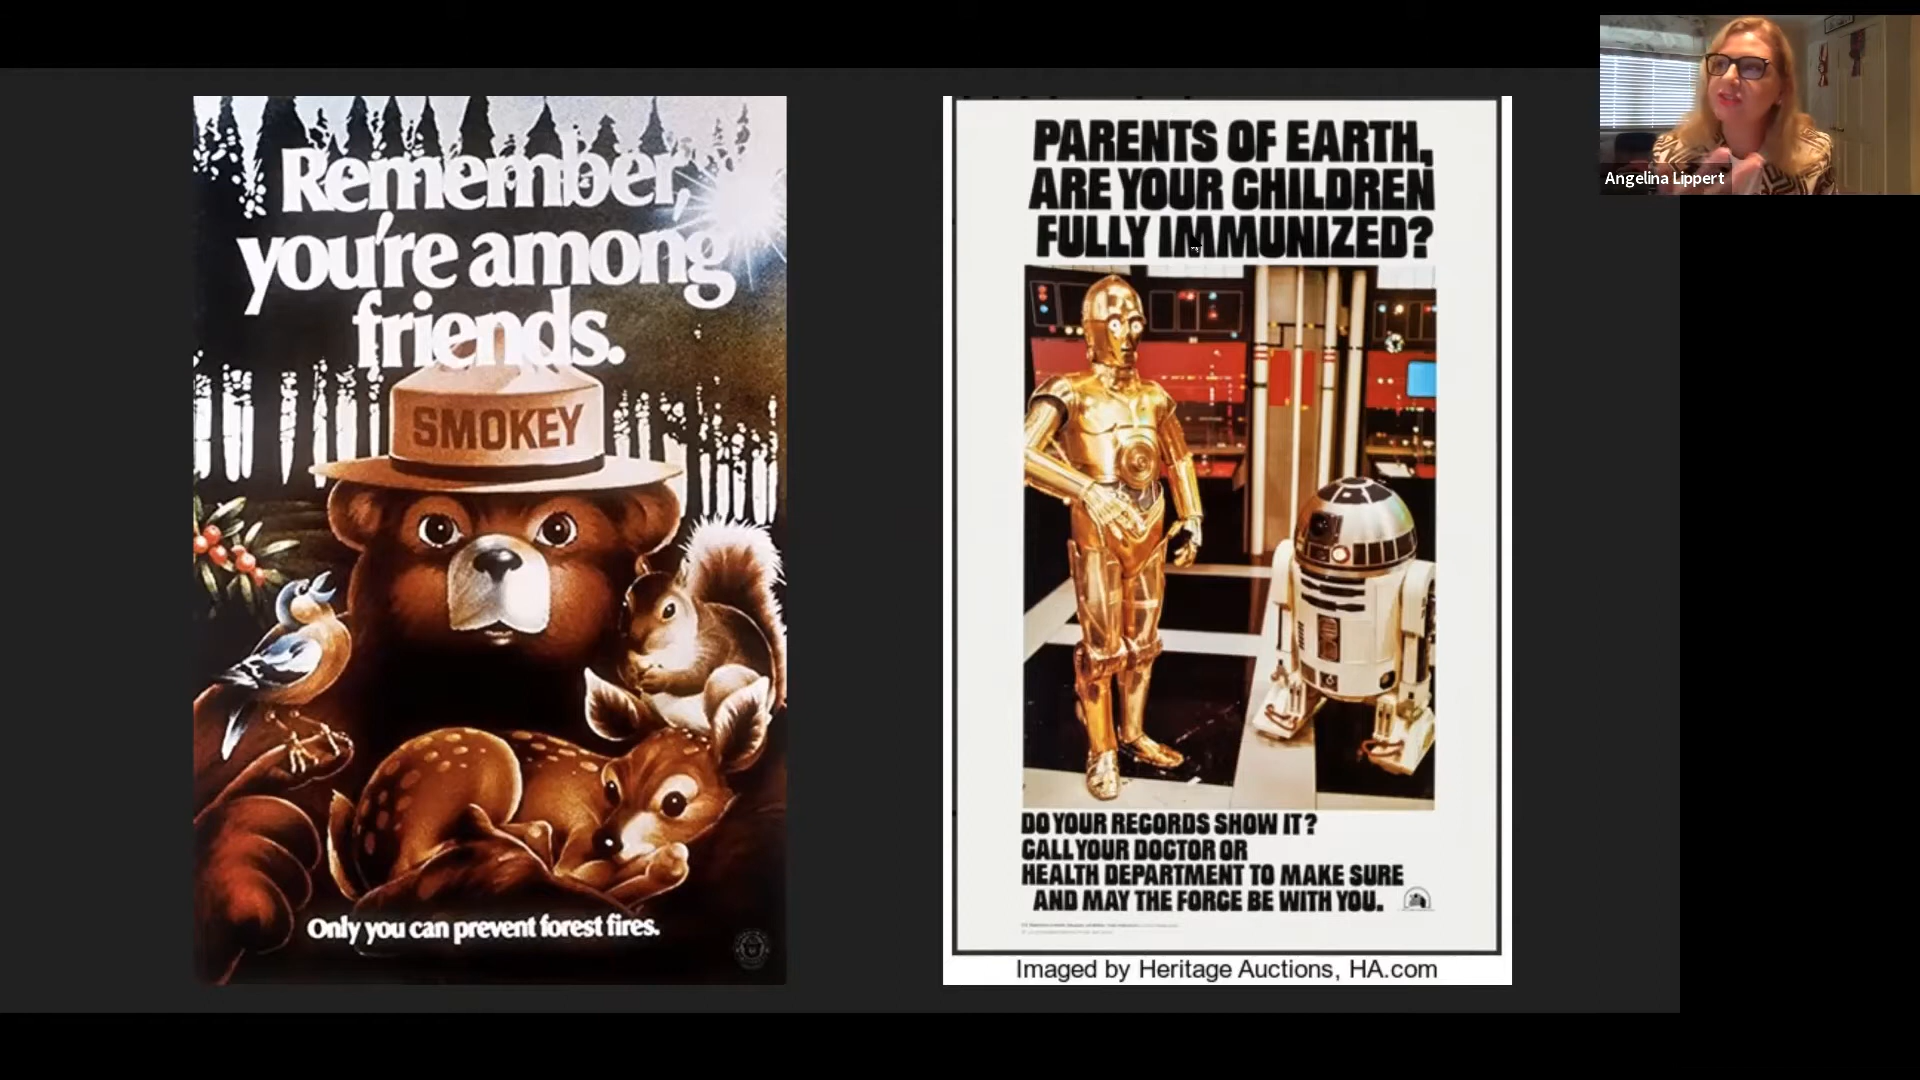 Remember,
you're among
friends.
SMOKEY
Only you can prevent forest fires.
PARENTS OF EARTH,
ARE YOUR CHILDREN
FULLY IMMUNIZED?
DO YOUR RECORDS SHOW IT?
CALL YOUR DOCTOR OR
HEALTH DEPARTMENT TO MAKE SURE
AND MAY THE FORCE BE WITH YOU.
Imaged by Heritage Auctions, HA.com
Angelina Lippert